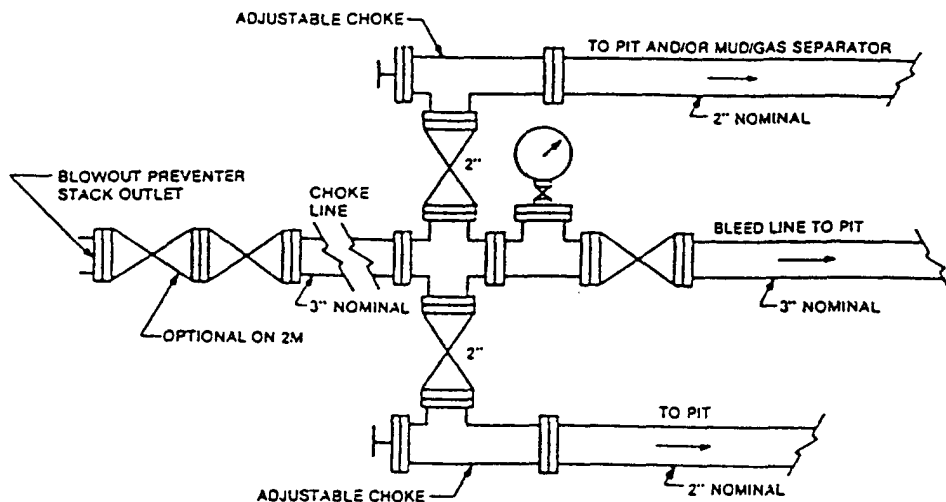 ADJUSTABLE CHOKE
TO PIT AND/OR MUD/GAS SEPARATOR
2" NOMINAL
2"
BLOWOUT PREVENTER
STACK OUTLET
CHOKE
LINE
BLEED LINE TO PIT
3" NOMINAL
3" NOMINAL
OPTIONAL ON 2M
2"
TO PIT
2" NOMINAL
ADJUSTABLE CHOKE